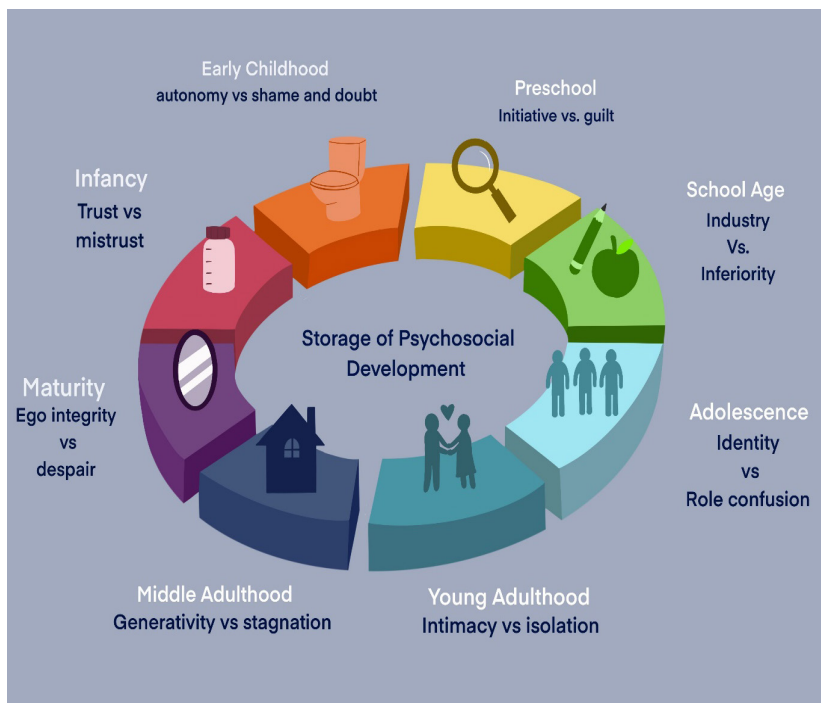 Early Childhood
autonomy vs shame and doubt
Preschool
Initiative vs. guilt
Infancy
Trust vs
mistrust
School Age
Industry
Vs.
Inferiority
Storage of Psychosocial
Development
Maturity
Ego integrity
vs
despair
Adolescence
Identity
vs
Role confusion
Middle Adulthood
Generativity vs stagnation
Young Adulthood
Intimacy vs isolation